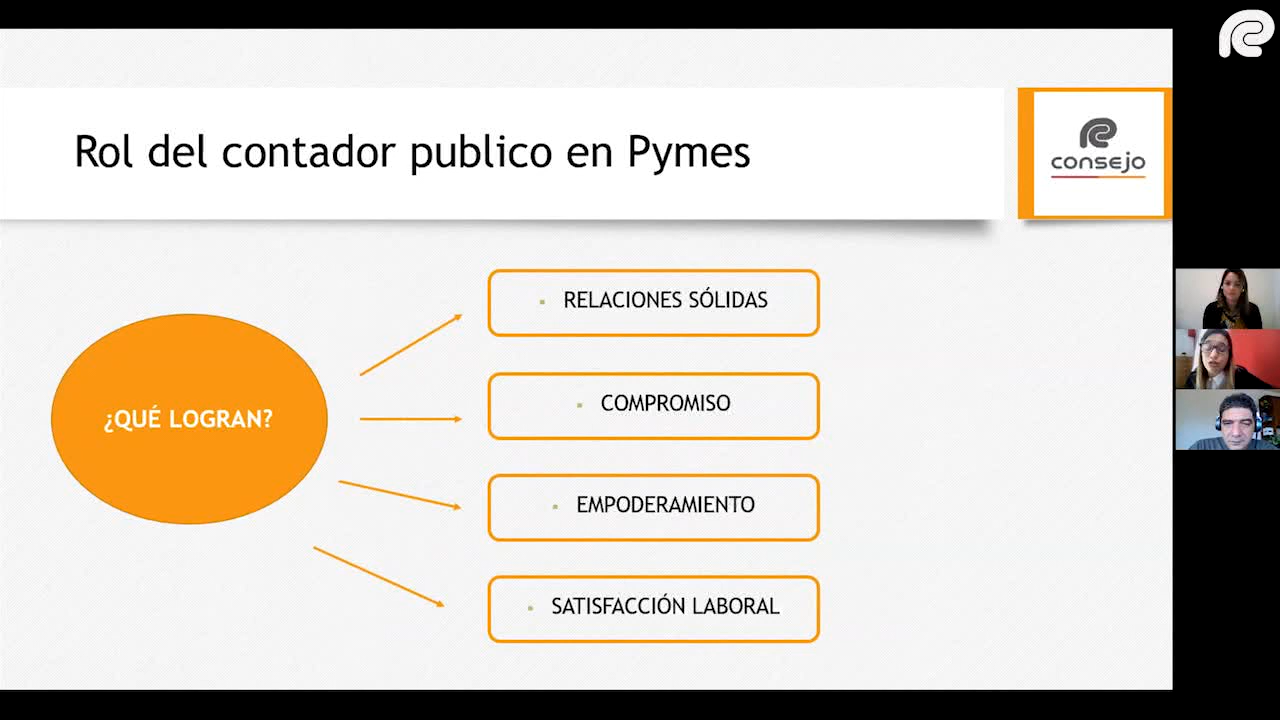 Rol del contador publico en Pymes
consejo
¿QUÉ LOGRAN?
RELACIONES SÓLIDAS
COMPROMISO
EMPODERAMIENTO
SATISFACCIÓN LABORAL